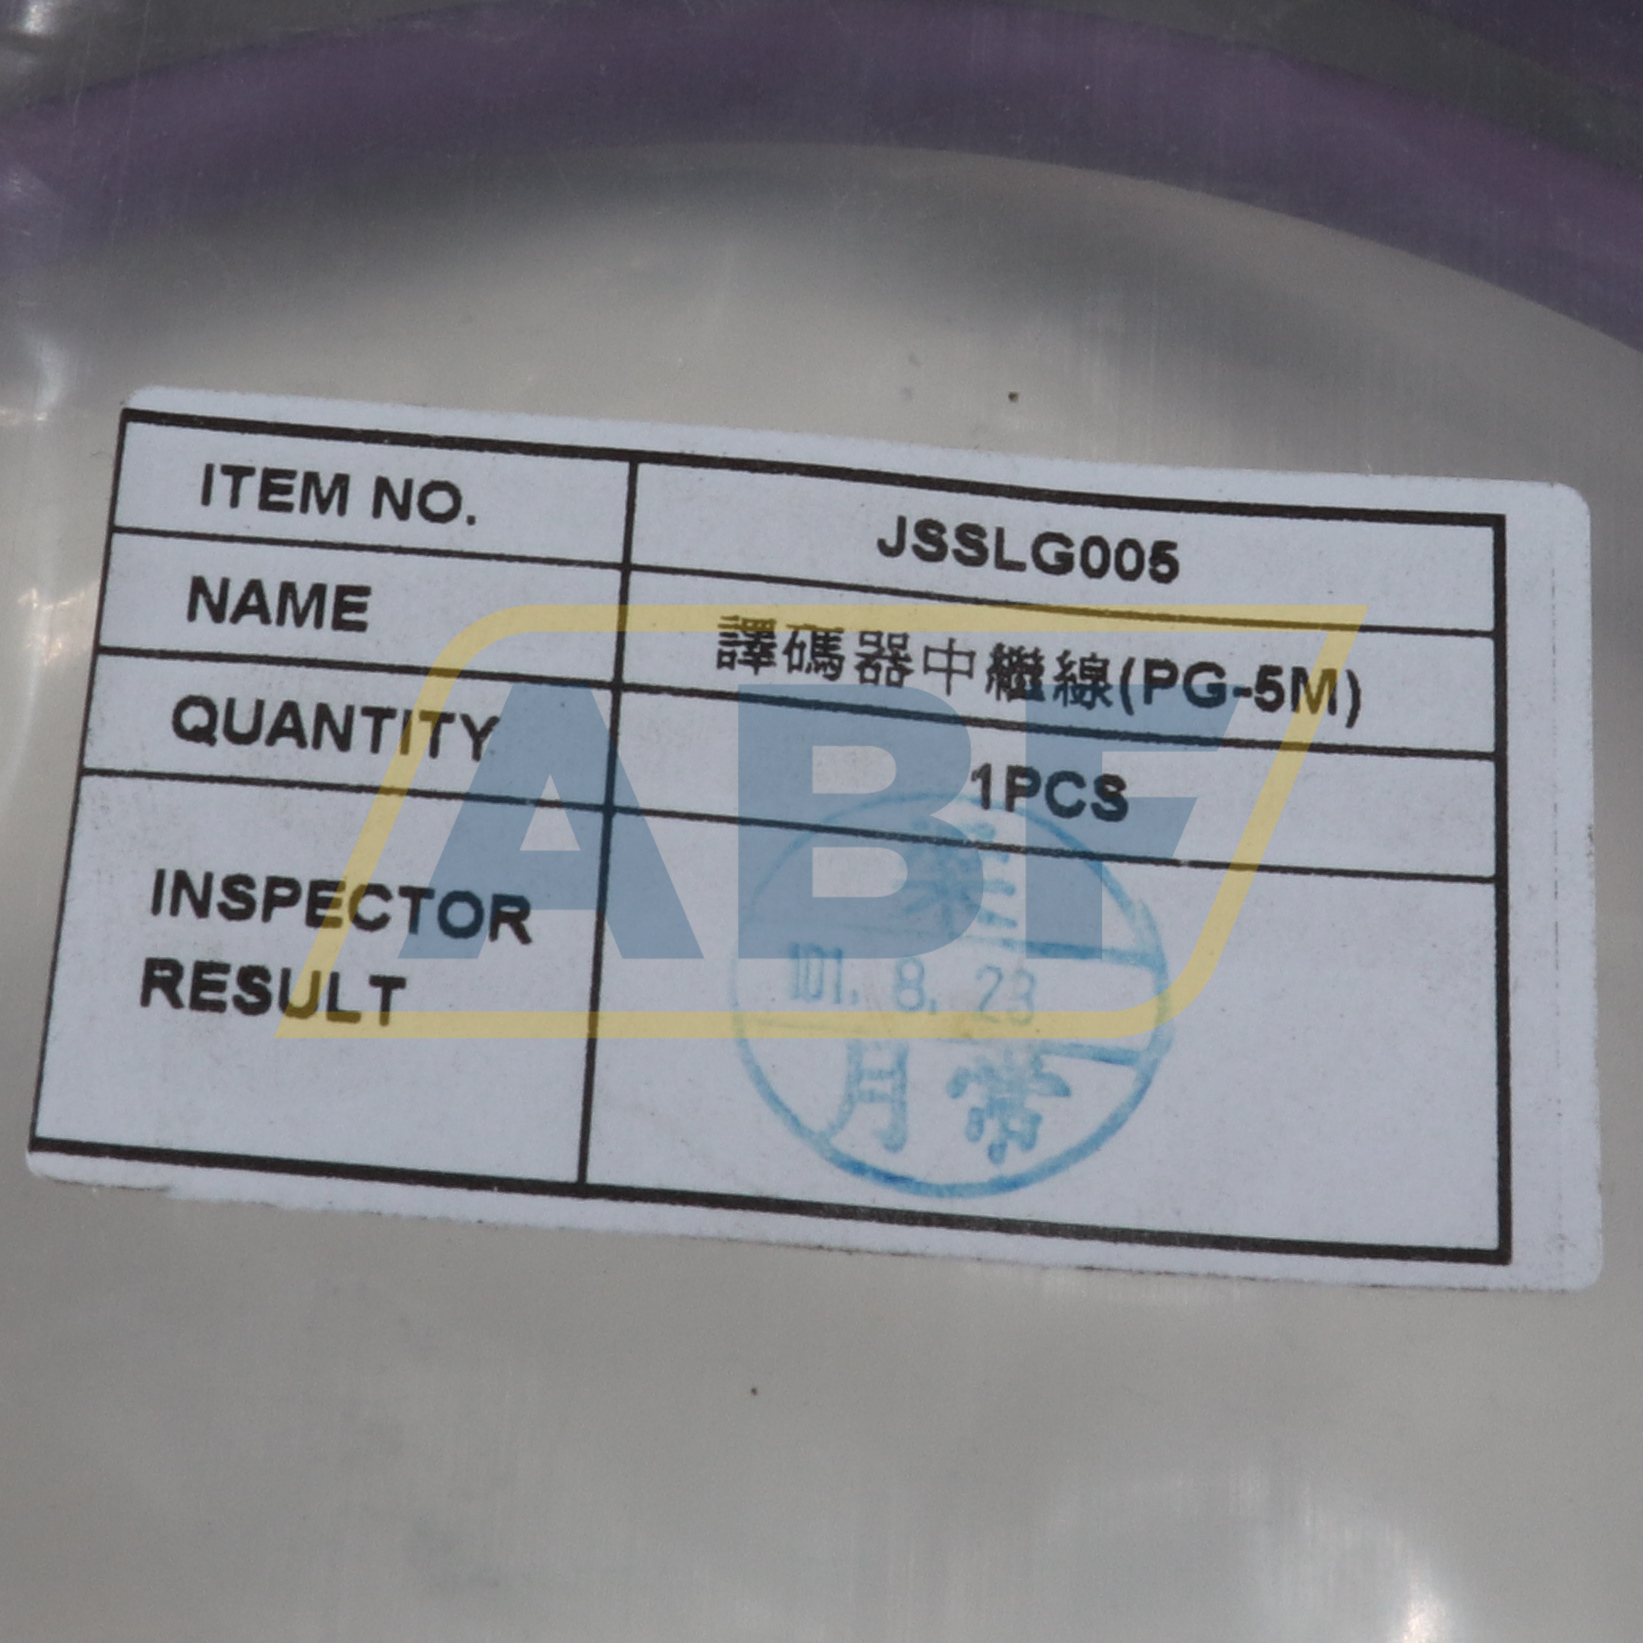 ITEM NO. JSSLG005
NAME 譯碼器中繼線(PG-5M)
QUANTITY 1PCS
INSPECTOR
RESULT
101. 8. 23
ABF